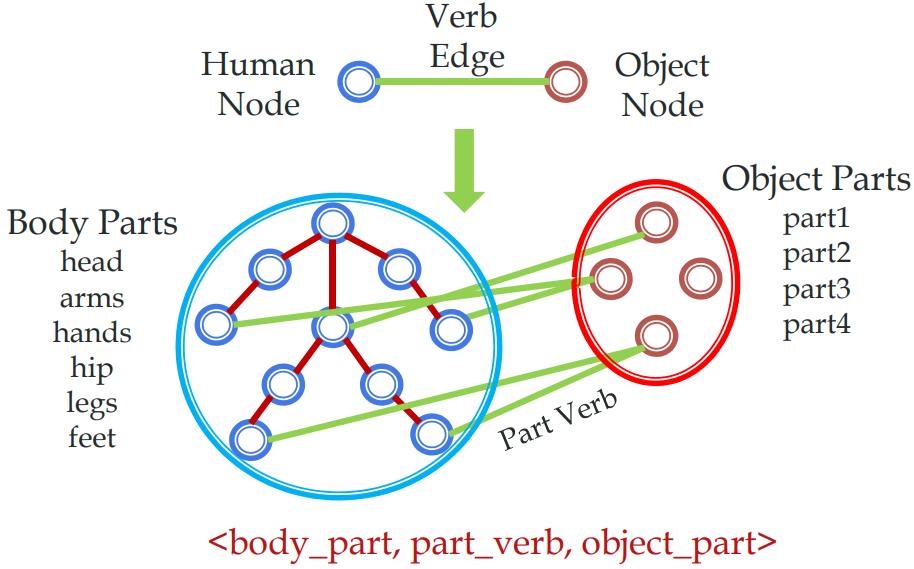 Verb
Edge
Human
Node
Object
Node
Body Parts
head
arms
hands
hip
legs
feet
Object Parts
part1
part2
part3
part4
Part Verb
<body_part, part_verb, object_part>